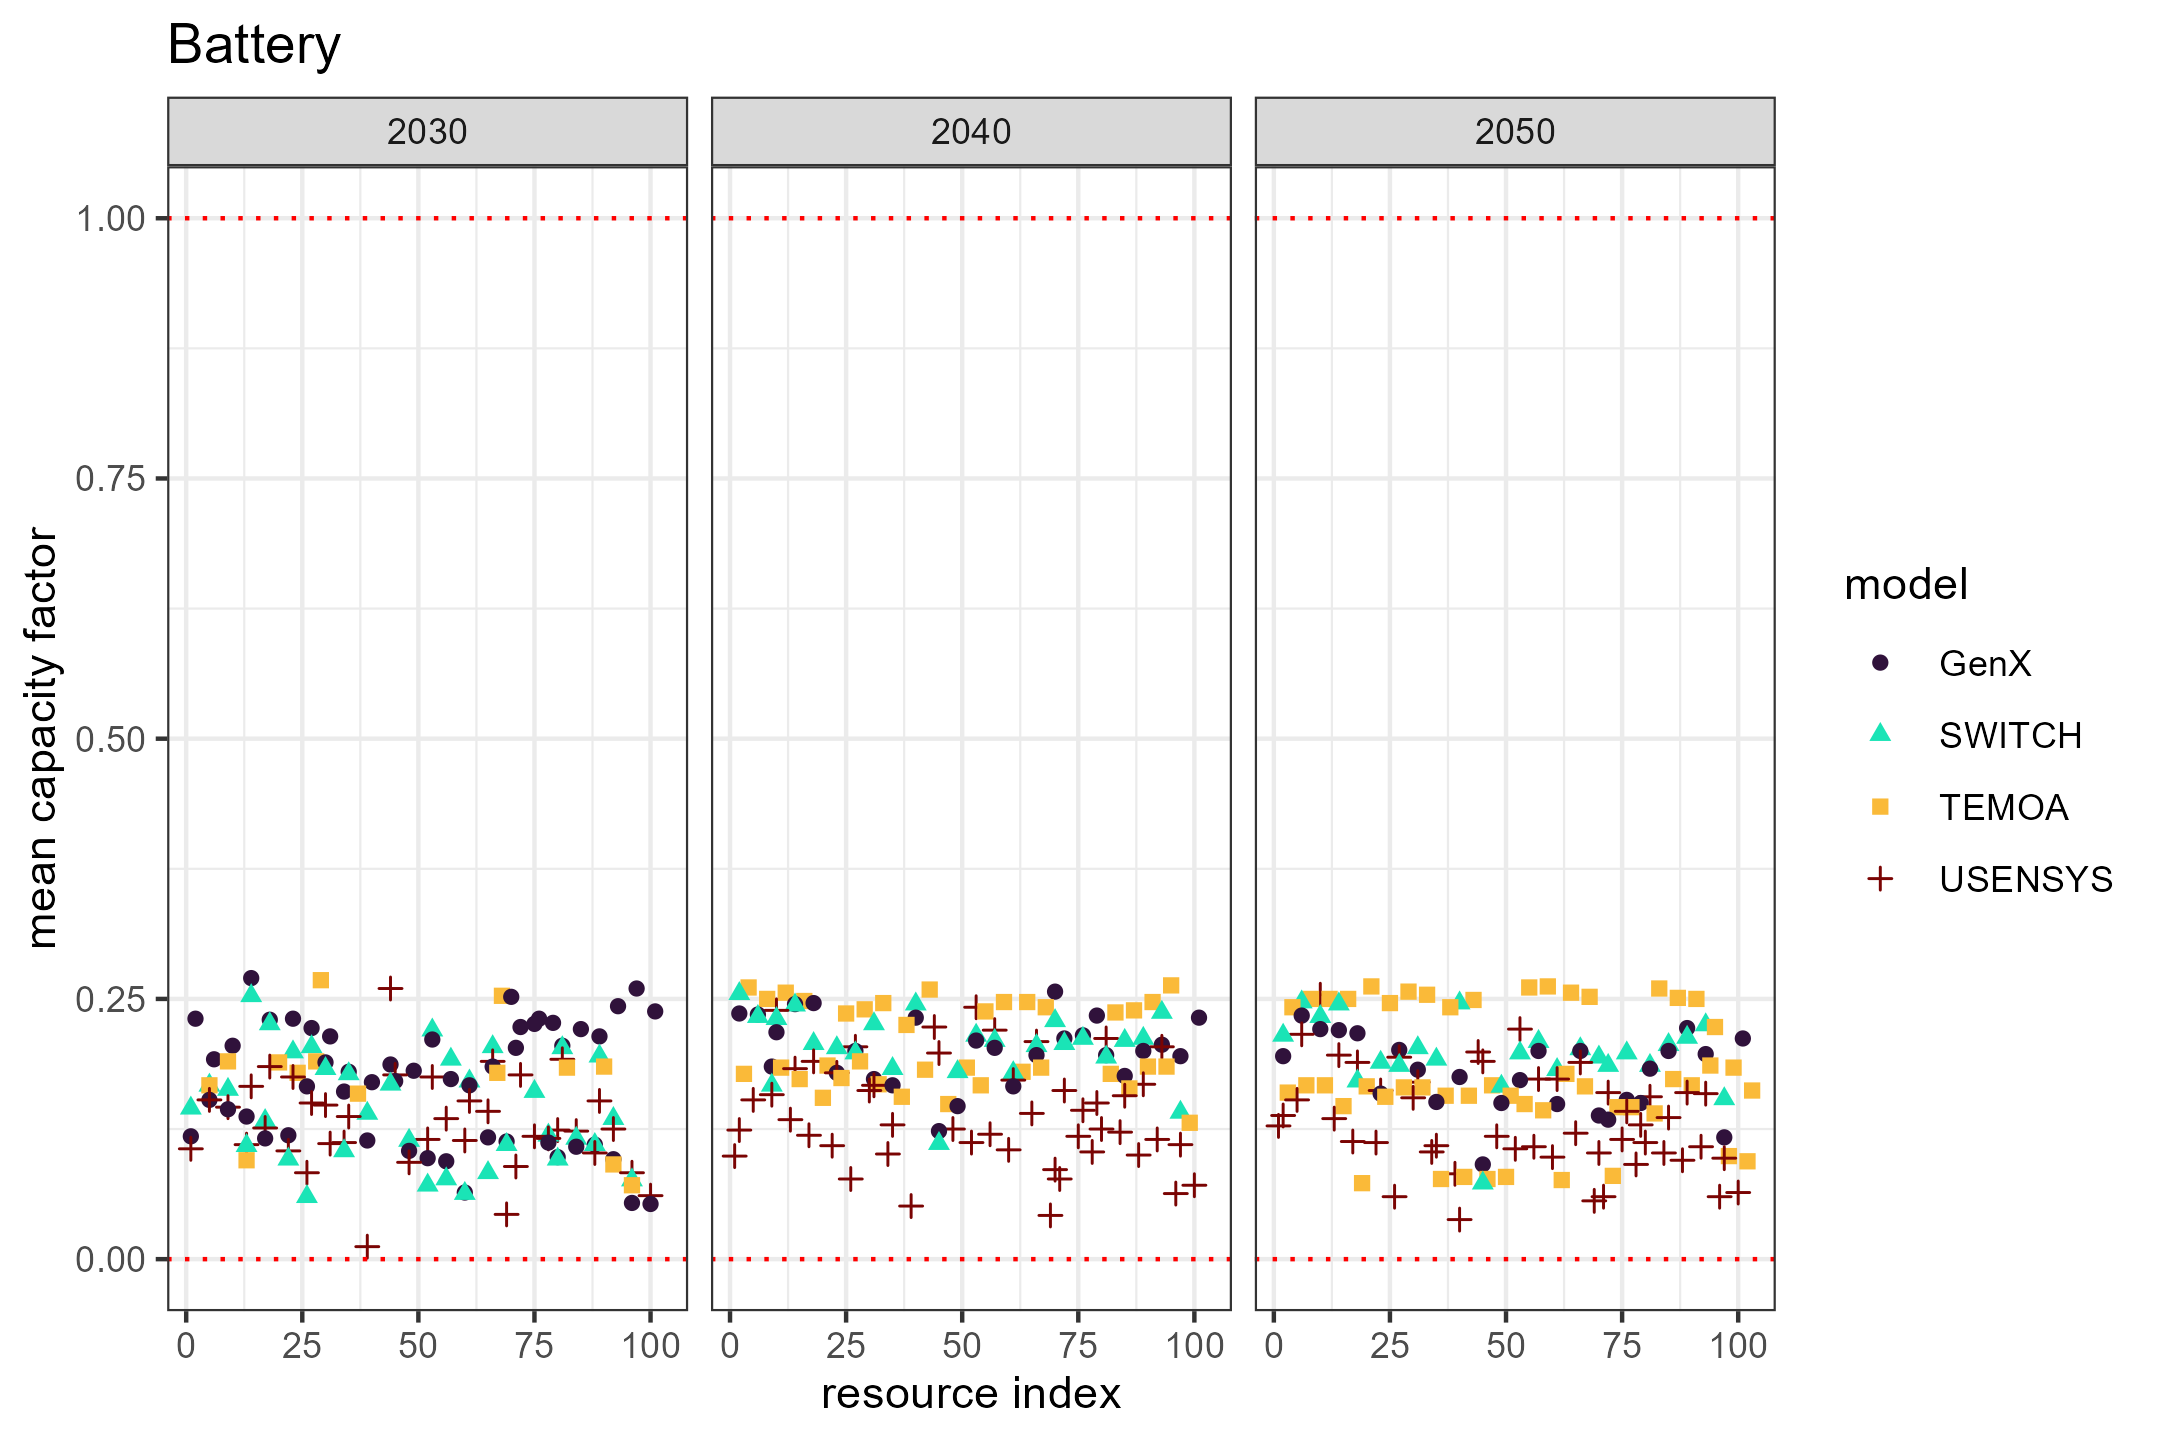 Battery
2030 2040 2050
1.00
0.75
0.50
0.25
0.00
mean capacity factor
0 25 50 75 100 0 25 50 75 100 0 25 50 75 100
resource index
model
GenX
SWITCH
TEMOA
USENSYS